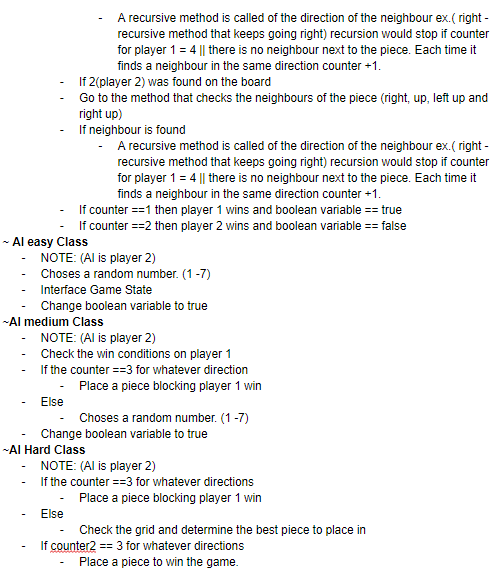 - A recursive method is called of the direction of the neighbour ex.( right -
recursive method that keeps going right) recursion would stop if counter
for player 1 = 4 || there is no neighbour next to the piece. Each time it
finds a neighbour in the same direction counter +1.
- If 2(player 2) was found on the board
- Go to the method that checks the neighbours of the piece (right, up, left up and
right up)
- If neighbour is found
- A recursive method is called of the direction of the neighbour ex.( right -
recursive method that keeps going right) recursion would stop if counter
for player 1 = 4 || there is no neighbour next to the piece. Each time it
finds a neighbour in the same direction counter +1.
- If counter ==1 then player 1 wins and boolean variable == true
- If counter ==2 then player 2 wins and boolean variable == false
~ AI easy Class
- NOTE: (AI is player 2)
- Choses a random number. (1 -7)
- Interface Game State
- Change boolean variable to true
~AI medium Class
- NOTE: (AI is player 2)
- Check the win conditions on player 1
- If the counter ==3 for whatever direction
- Place a piece blocking player 1 win
- Else
- Choses a random number. (1 -7)
- Change boolean variable to true
~AI Hard Class
- NOTE: (AI is player 2)
- If the counter ==3 for whatever directions
- Place a piece blocking player 1 win
- Else
- Check the grid and determine the best piece to place in
- If counter2 == 3 for whatever directions
- Place a piece to win the game.